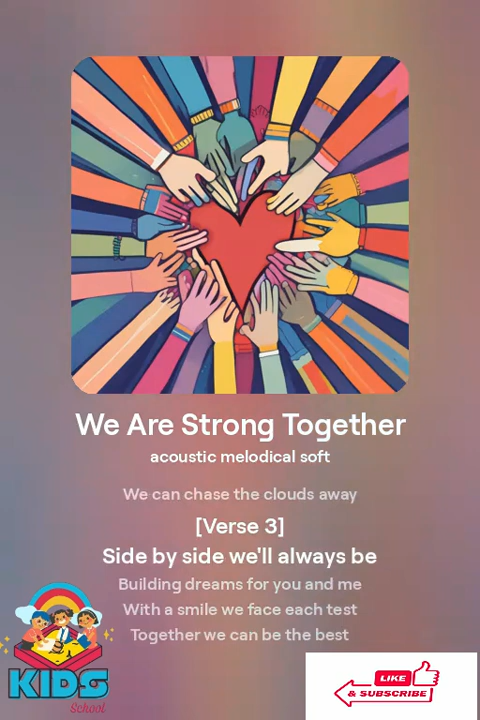 We Are Strong Together
acoustic melodical soft
We can chase the clouds away
[Verse 3]
Side by side we'll always be
Building dreams for you and me
With a smile we face each test
Together we can be the best
KIDS
School
LIKE
& SUBSCRIBE